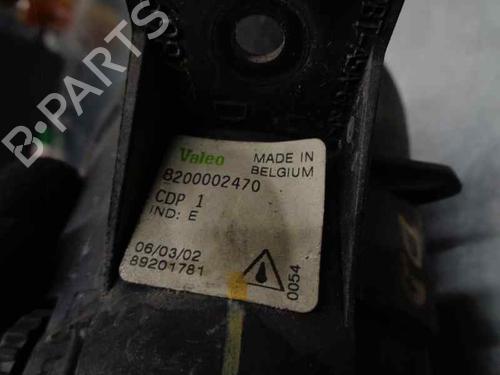 B-PARTS
Valeo
MADE IN
BELGIUM
8200002470
CDP 1
IND: E
06/03/02
89201781
0054